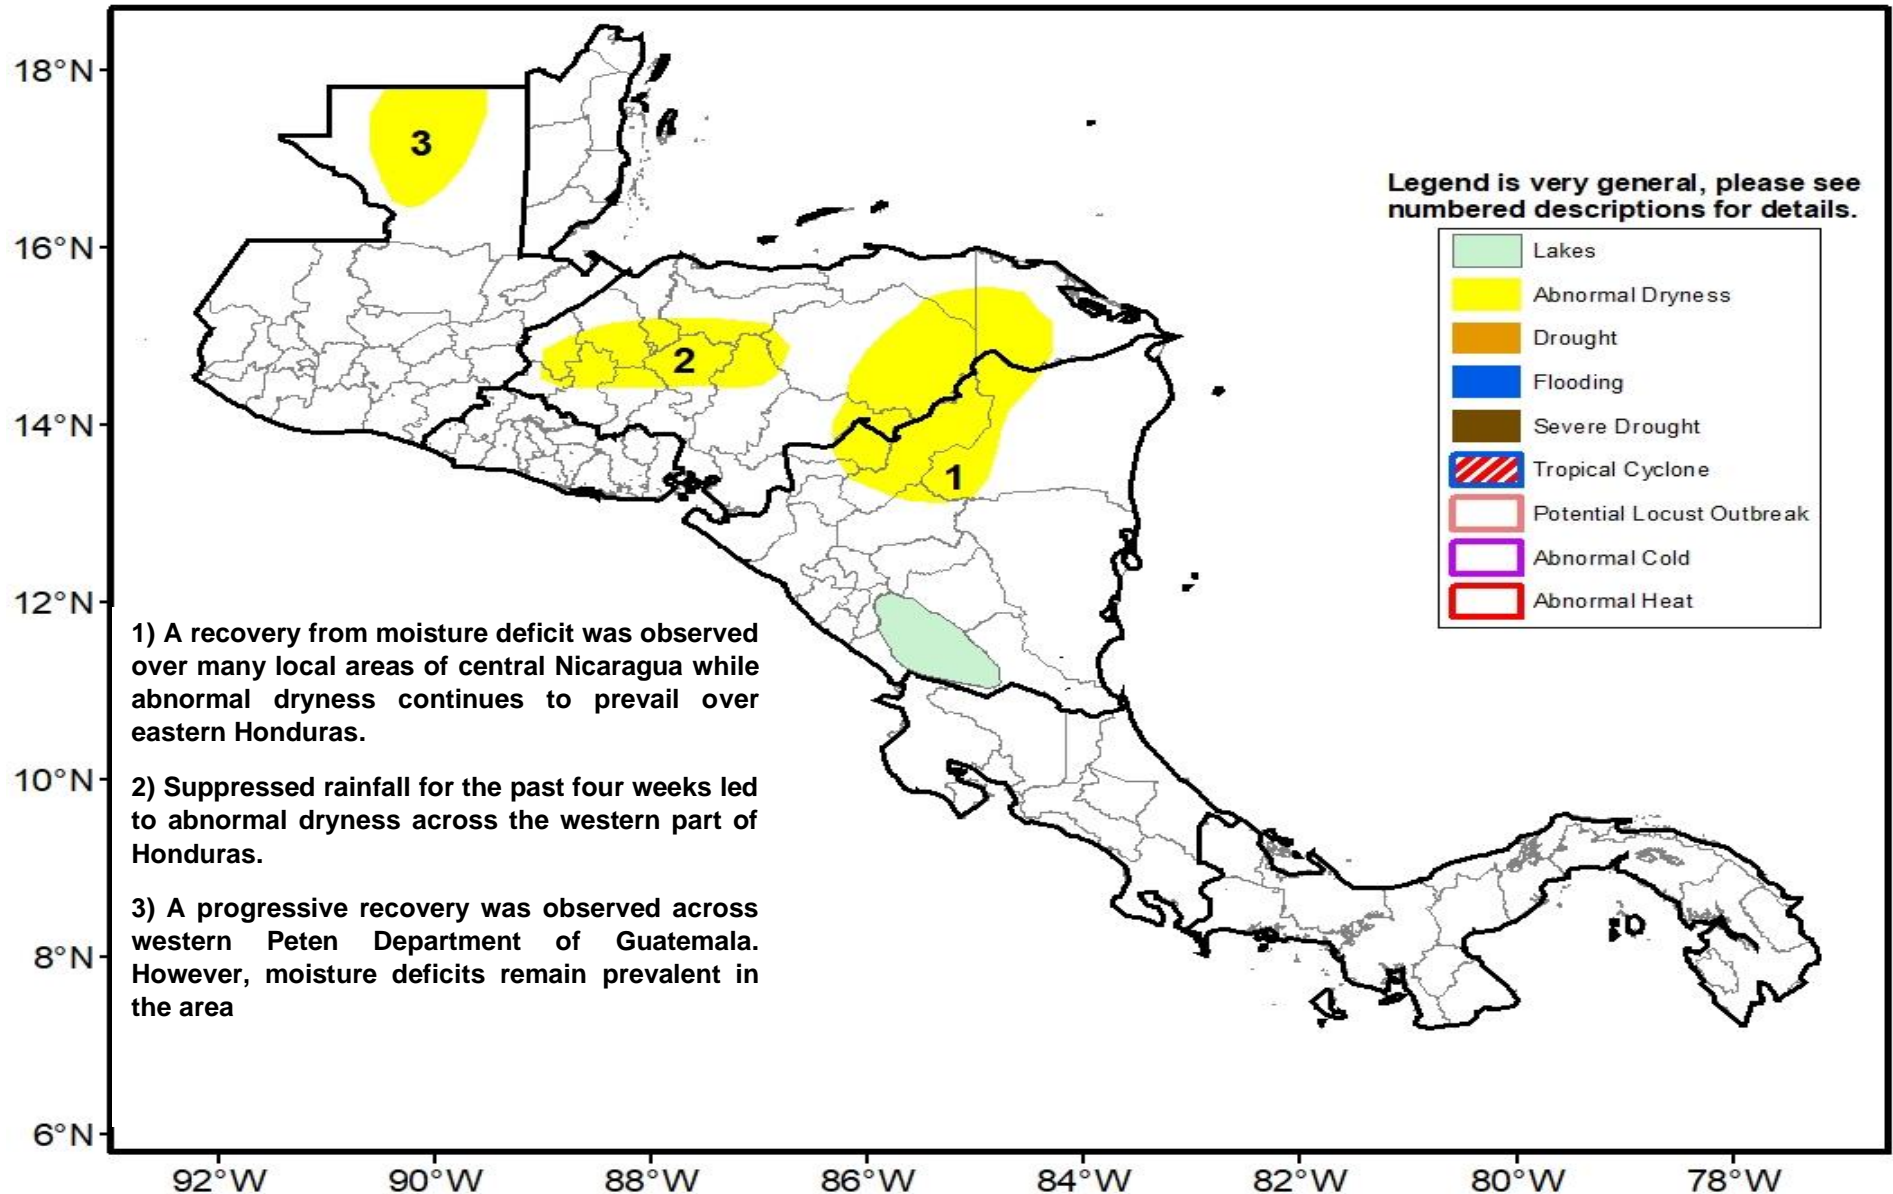 18°N
16°N
14°N
12°N
10°N
8°N
6°N
92°W
90°W
88°W
86°W
84°W
82°W
80°W
78°W
3
2
1
Legend is very general, please see
numbered descriptions for details.
Lakes
Abnormal Dryness
Drought
Flooding
Severe Drought
Tropical Cyclone
Potential Locust Outbreak
Abnormal Cold
Abnormal Heat
1) A recovery from moisture deficit was observed
over many local areas of central Nicaragua while
abnormal dryness continues to prevail over
eastern Honduras.
2) Suppressed rainfall for the past four weeks led
to abnormal dryness across the western part of
Honduras.
3) A progressive recovery was observed across
western Peten Department of Guatemala.
However, moisture deficits remain prevalent in
the area